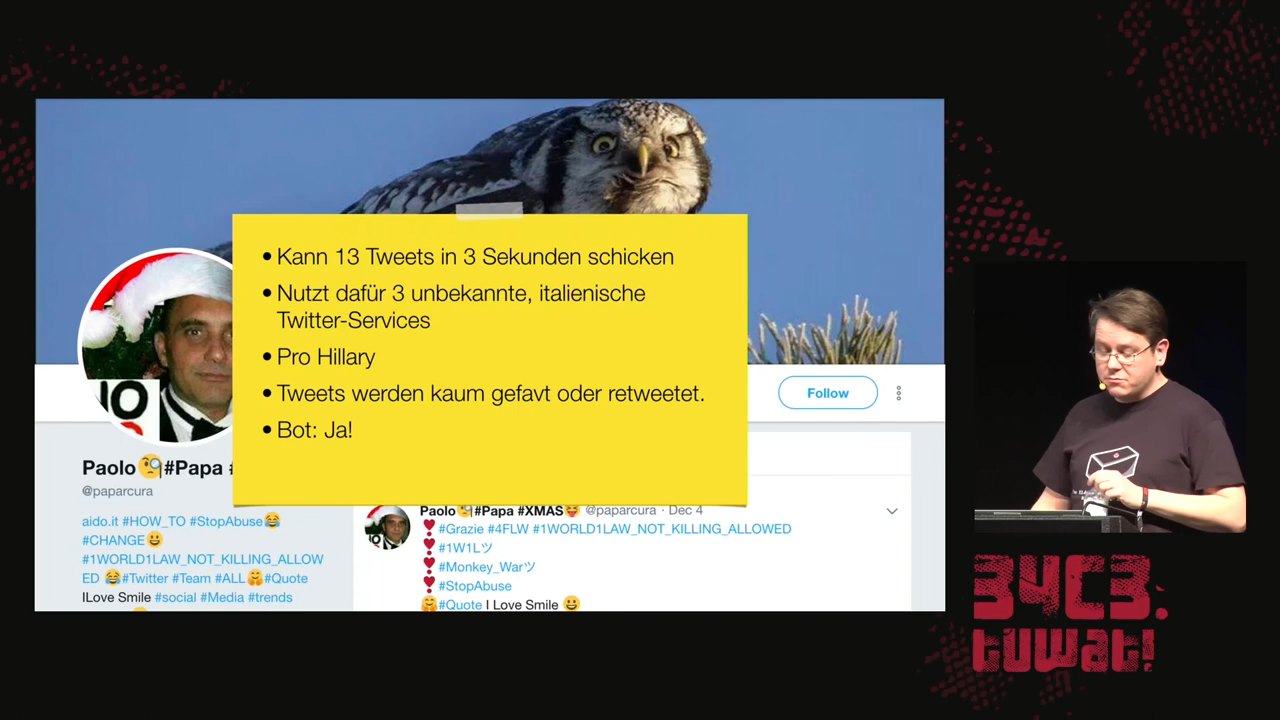 • Kann 13 Tweets in 3 Sekunden schicken
• Nutzt dafür 3 unbekannte, italienische
Twitter-Services
• Pro Hillary
• Tweets werden kaum gefavt oder retweetet.
• Bot: Ja!
Follow
Paolo🧐#Papa #
@paparcura
aido.it #HOW_TO #StopAbuse😂
#CHANGE😀
#1WORLD1LAW_NOT_KILLING_ALLOW
ED 😂#Twitter #Team #ALL🤗#Quote
ILove Smile #social #Media #trends
Paolo🧐#Papa #XMAS😝 @paparcura · Dec 4
❣#Grazie #4FLW #1WORLD1LAW_NOT_KILLING_ALLOWED
❣#1W1Lツ
❣#Monkey_Warツ
❣#StopAbuse
🤗#Quote I Love Smile 😀
34C3.
tuwat!